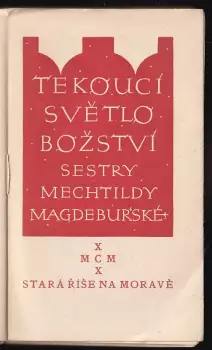 TEKOUCÍ
SVĚTLO
BOŽSTVÍ
SESTRY
MECHTILDY
MAGDEBURSKÉ+
X
MCM
X
STARÁ ŘÍŠE NA MORAVĚ